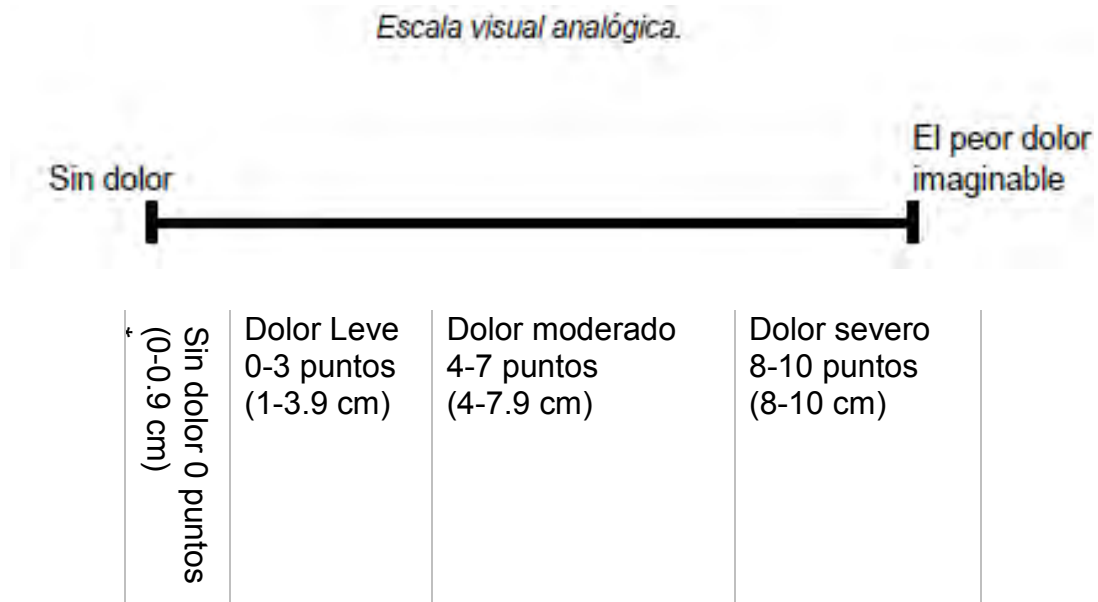 Escala visual analógica.
Sin dolor
El peor dolor
imaginable
Sin dolor 0 puntos
(0-0.9 cm)
*
Dolor Leve
0-3 puntos
(1-3.9 cm)
Dolor moderado
4-7 puntos
(4-7.9 cm)
Dolor severo
8-10 puntos
(8-10 cm)